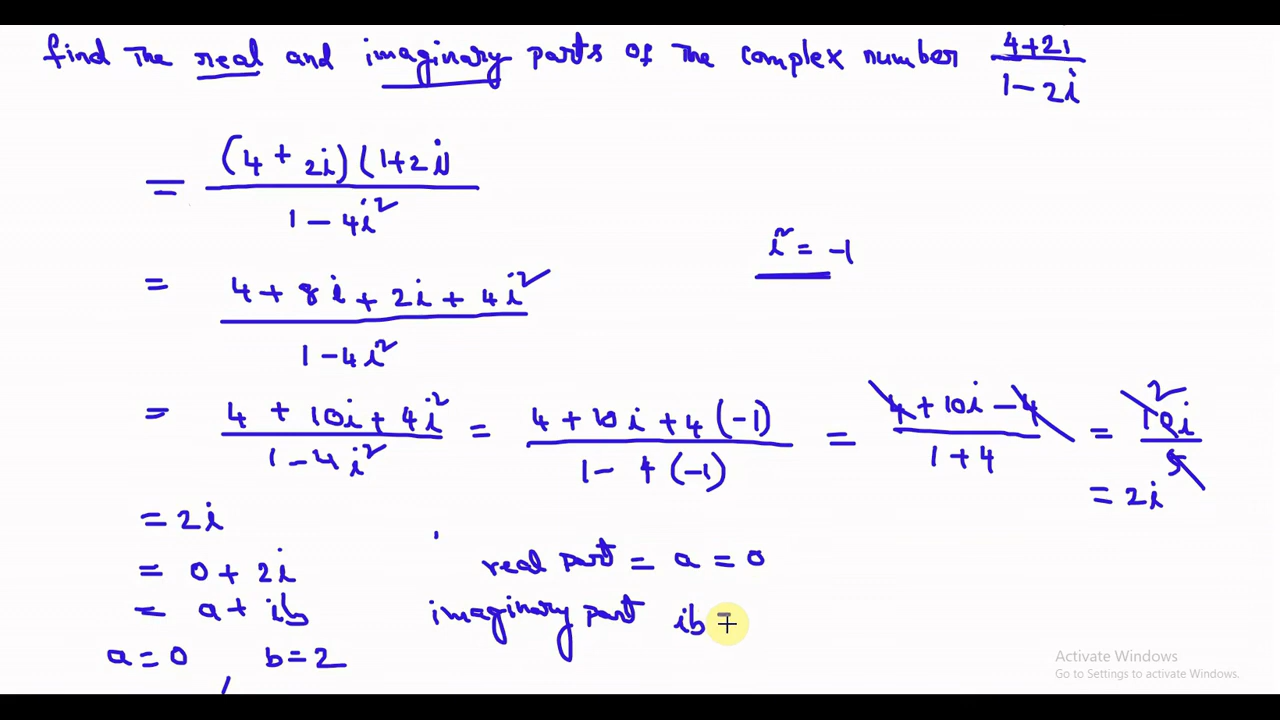 find the real and imaginary parts of the complex number (4+2i)/(1-2i)
= (4 + 2i)(1+2i)/(1 - 4i²)
i² = -1
= (4 + 8i + 2i + 4i²)/(1-4i²)
= (4 + 10i + 4i²)/(1-4i²) = (4 + 10i + 4(-1))/(1 - 4(-1)) = (4 + 10i - 4)/(1 + 4) = 10i/5 2
= 2i
= 2i
= 0 + 2i
real part = a = 0
= a + ib
imaginary part ib =
a = 0 b = 2
Activate Windows
Go to Settings to activate Windows.